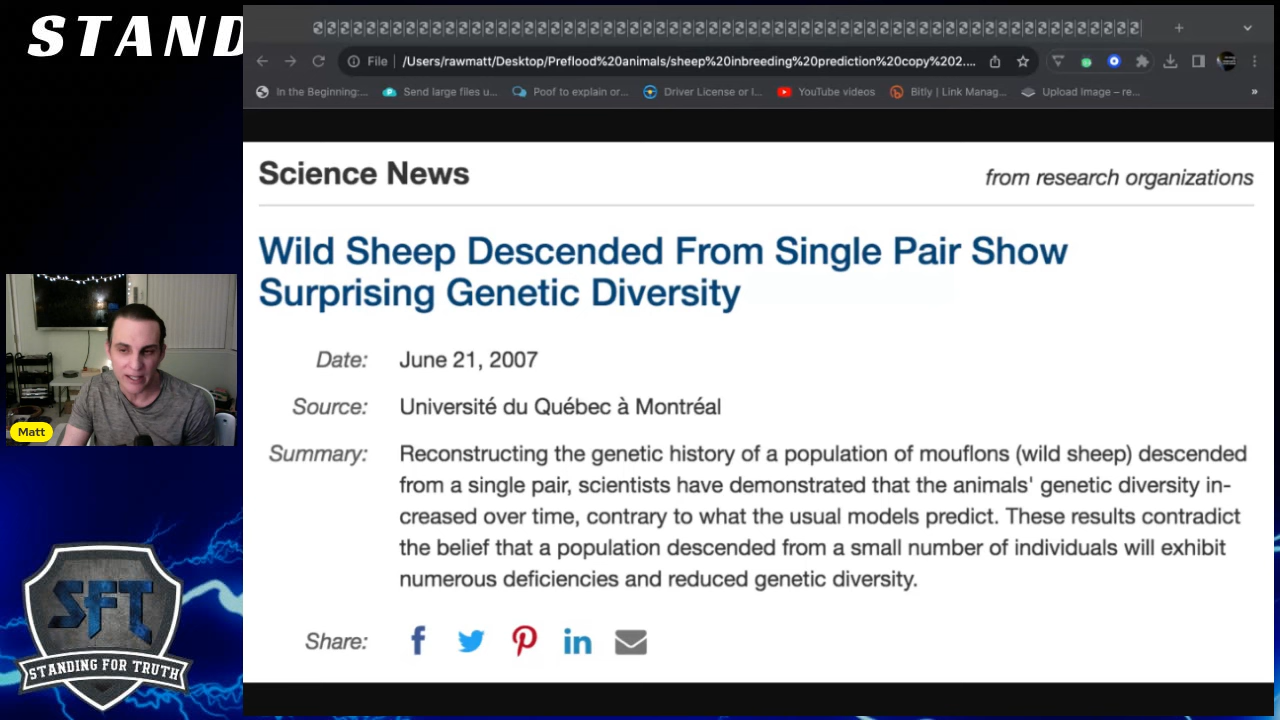 STAND
File
/Users/rawmatt/Desktop/Preflood%20animals/sheep%20inbreeding%20prediction%20copy%202....
In the Beginning:...
Send large files u...
Poof to explain or...
Driver License or I...
YouTube videos
Bitly | Link Manag...
Upload image – re...
»
Science News
from research organizations
Wild Sheep Descended From Single Pair Show
Surprising Genetic Diversity
Date: June 21, 2007
Source: Université du Québec à Montréal
Summary: Reconstructing the genetic history of a population of mouflons (wild sheep) descended
from a single pair, scientists have demonstrated that the animals' genetic diversity in-
creased over time, contrary to what the usual models predict. These results contradict
the belief that a population descended from a small number of individuals will exhibit
numerous deficiencies and reduced genetic diversity.
Share:
Matt
SFT
STANDING FOR TRUTH